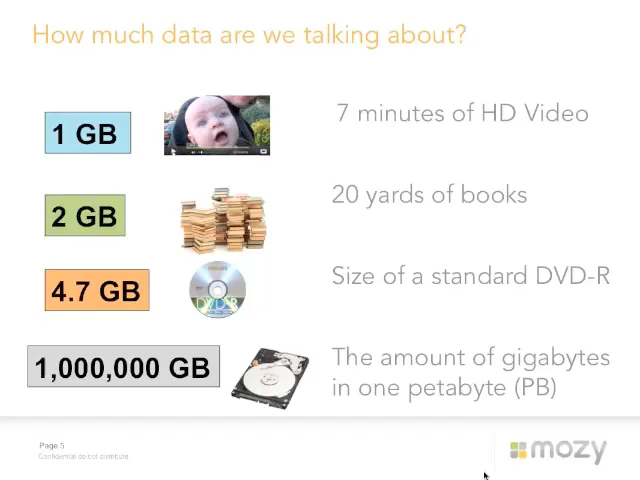 How much data are we talking about?
1 GB
7 minutes of HD Video
2 GB
20 yards of books
4.7 GB
DVD-R
Size of a standard DVD-R
1,000,000 GB
The amount of gigabytes
in one petabyte (PB)
Page 5
Confidential do not distribute
mozy